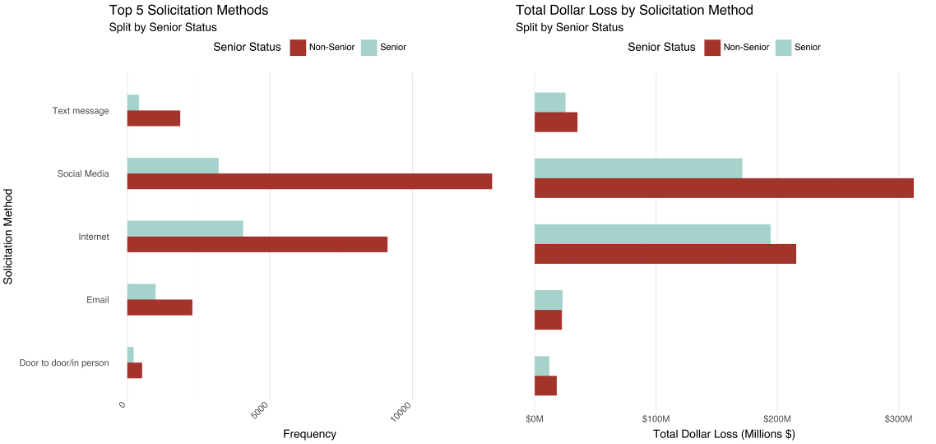 Top 5 Solicitation Methods
Split by Senior Status
Senior Status Non-Senior Senior
Text message
Social Media
Internet
Email
Door to door/in person
Solicitation Method
0 5000 10000
Frequency
Total Dollar Loss by Solicitation Method
Split by Senior Status
Senior Status Non-Senior Senior
$0M $100M $200M $300M
Total Dollar Loss (Millions $)